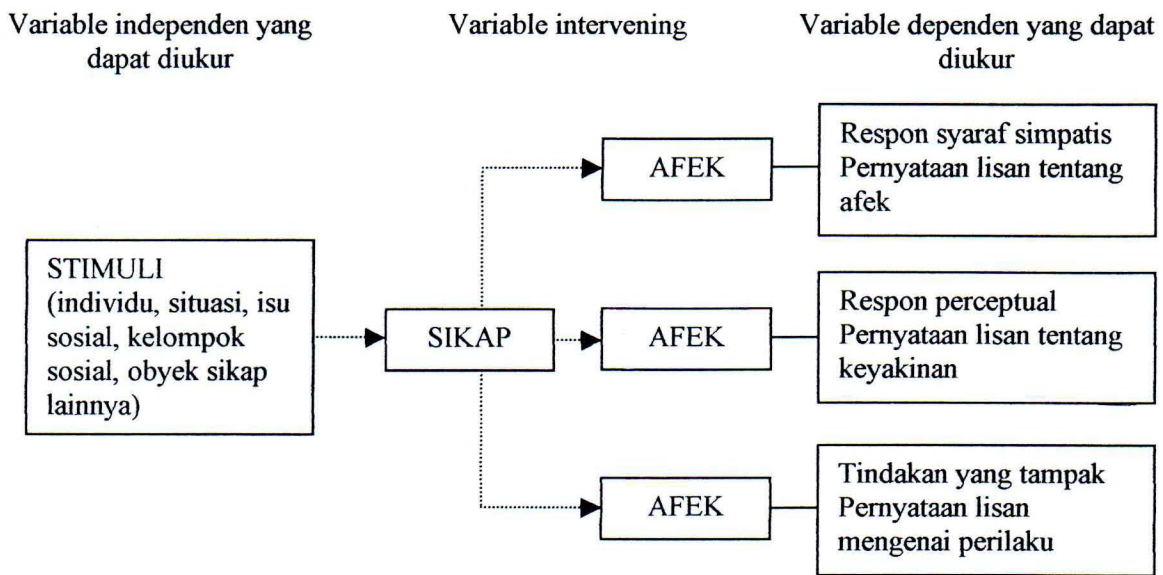 Variable independen yang
dapat diukur
Variable intervening
Variable dependen yang dapat
diukur
STIMULI
(individu, situasi, isu
sosial, kelompok
sosial, obyek sikap
lainnya)
SIKAP
AFEK
Respon syaraf simpatis
Pernyataan lisan tentang
afek
AFEK
Respon perceptual
Pernyataan lisan tentang
keyakinan
AFEK
Tindakan yang tampak
Pernyataan lisan
mengenai perilaku